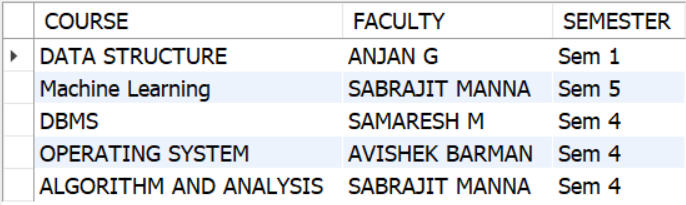 COURSE FACULTY SEMESTER
DATA STRUCTURE ANJAN G Sem 1
Machine Learning SABRAJIT MANNA Sem 5
DBMS SAMARESH M Sem 4
OPERATING SYSTEM AVISHEK BARMAN Sem 4
ALGORITHM AND ANALYSIS SABRAJIT MANNA Sem 4